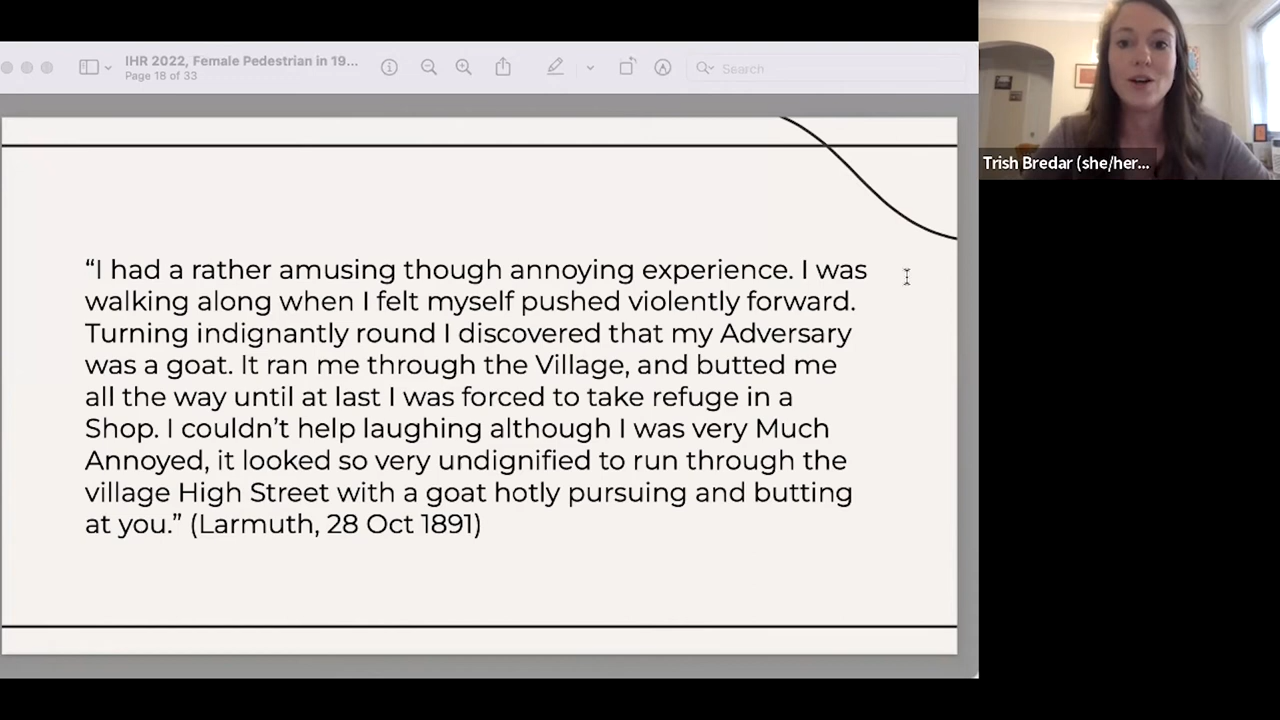 IHR 2022, Female Pedestrian in 19...
Page 18 of 33
Search
Trish Bredar (she/her...
“I had a rather amusing though annoying experience. I was
walking along when I felt myself pushed violently forward.
Turning indignantly round I discovered that my Adversary
was a goat. It ran me through the Village, and butted me
all the way until at last I was forced to take refuge in a
Shop. I couldn’t help laughing although I was very Much
Annoyed, it looked so very undignified to run through the
village High Street with a goat hotly pursuing and butting
at you.” (Larmuth, 28 Oct 1891)